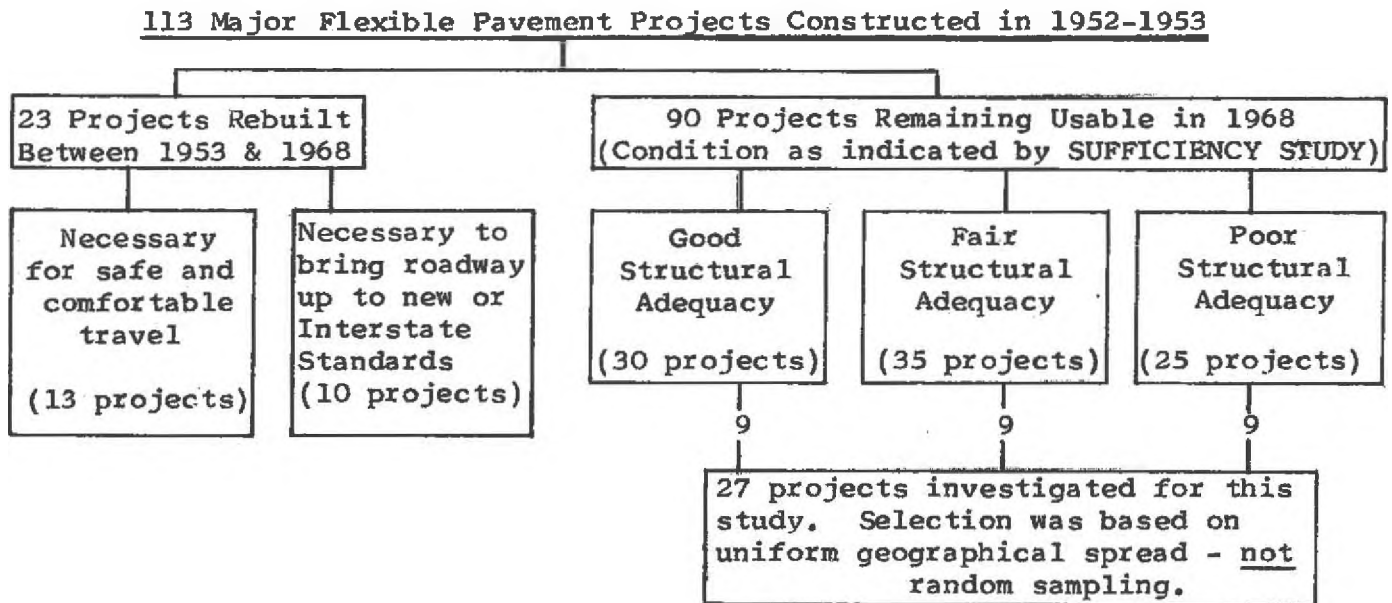 113 Major Flexible Pavement Projects Constructed in 1952-1953
23 Projects Rebuilt
Between 1953 & 1968
90 Projects Remaining Usable in 1968
(Condition as indicated by SUFFICIENCY STUDY)
Necessary
for safe and
comfortable
travel
(13 projects)
Necessary to
bring roadway
up to new or
Interstate
Standards
(10 projects)
Good
Structural
Adequacy
(30 projects)
Fair
Structural
Adequacy
(35 projects)
Poor
Structural
Adequacy
(25 projects)
9
9
9
27 projects investigated for this
study. Selection was based on
uniform geographical spread - not
random sampling.